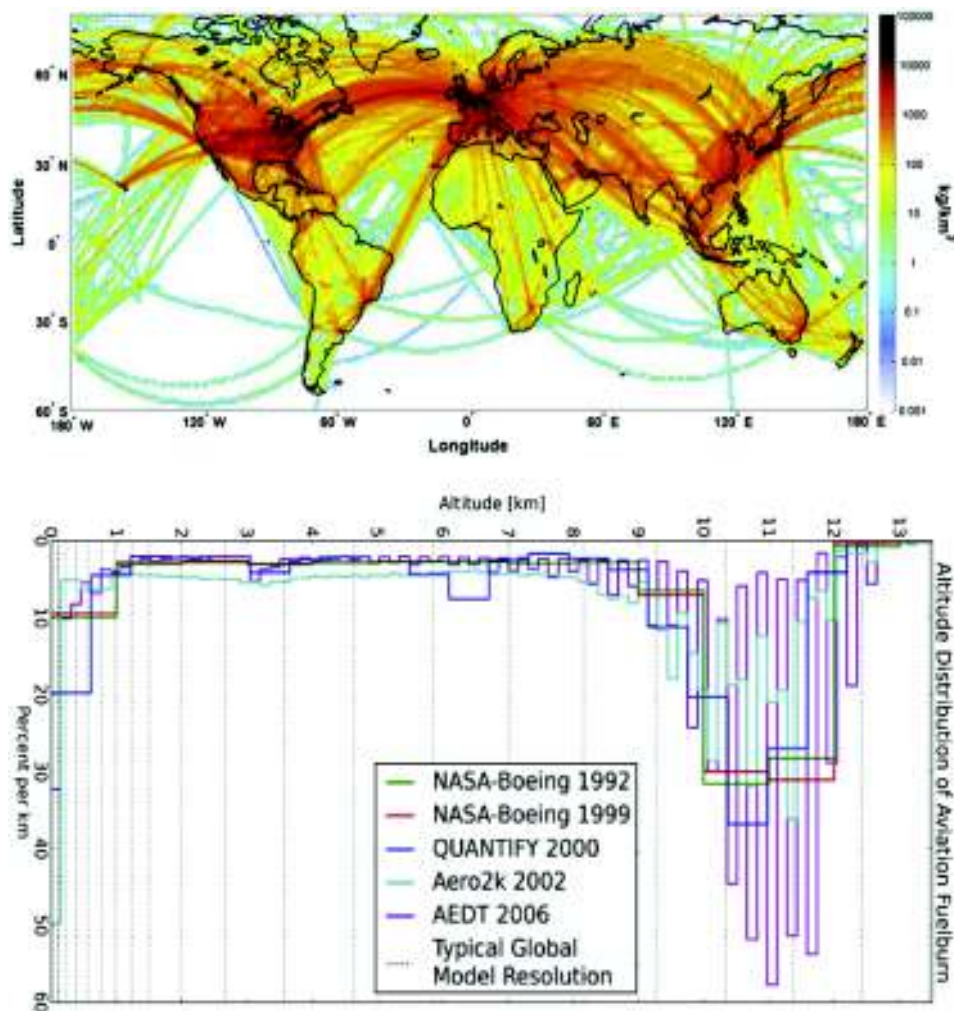 100000
10000
1000
100
10
1
0.1
0.01
0.001
kg/km²
Latitude
60° N
30° N
0°
30° S
60° S
180° W
120° W
60° W
0°
60° E
120° E
180° E
Longitude
Altitude [km]
0 1 2 3 4 5 6 7 8 9 10 11 12 13
Altitude Distribution of Aviation Fuelburn
0
10
20
30
40
50
60
Percent per km
NASA-Boeing 1992
NASA-Boeing 1999
QUANTIFY 2000
Aero2k 2002
AEDT 2006
Typical Global
Model Resolution